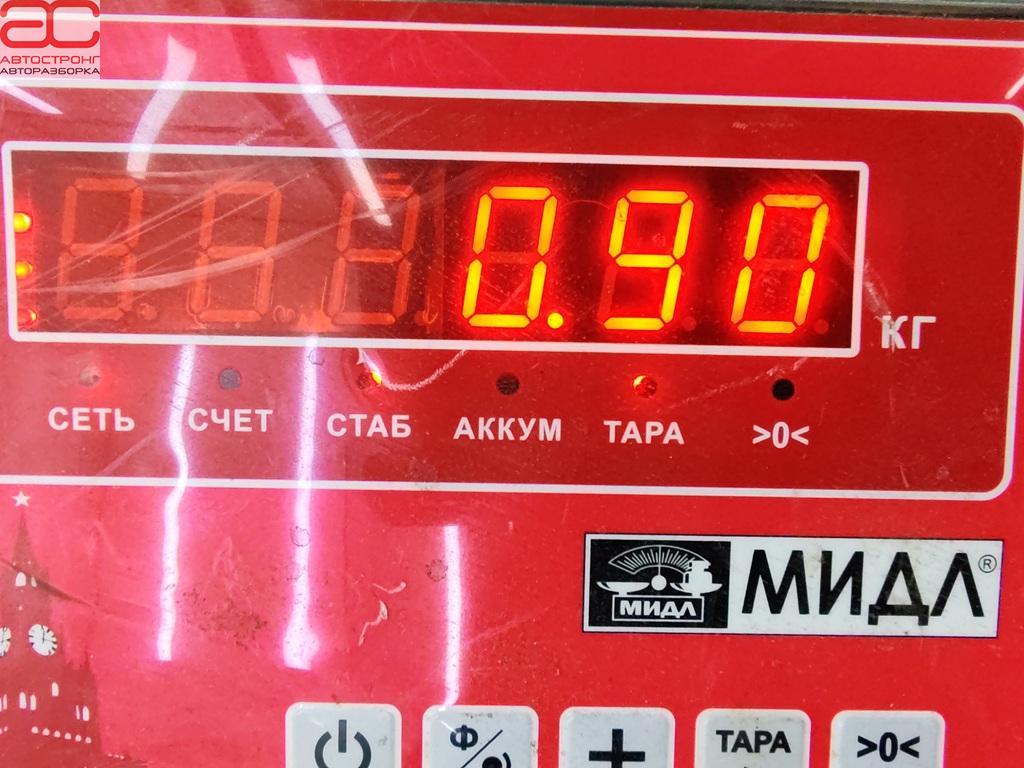 АС
АВТОСТРОНГ
АВТОРАЗБОРКА
0.90
КГ
СЕТЬ СЧЕТ СТАБ АККУМ ТАРА >0<
МИДЛ МИДЛ®
Ф/ + ТАРА >0<